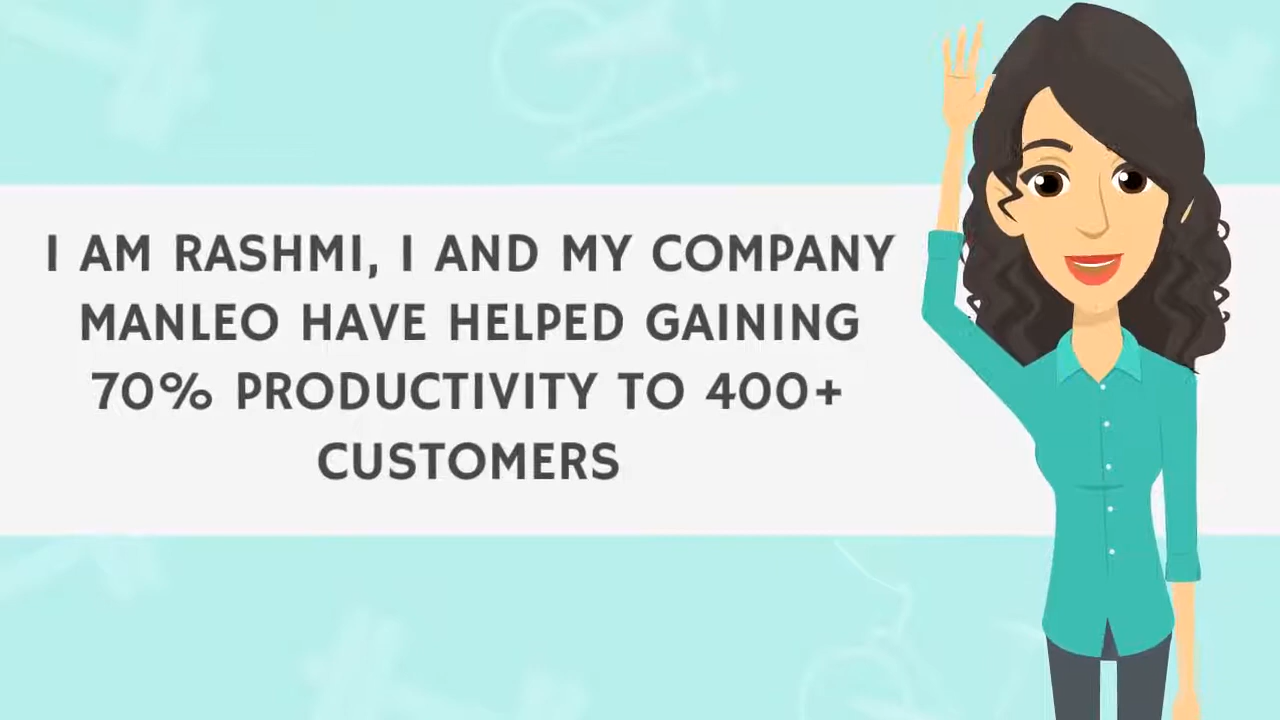 I AM RASHMI, I AND MY COMPANY
MANLEO HAVE HELPED GAINING
70% PRODUCTIVITY TO 400+
CUSTOMERS